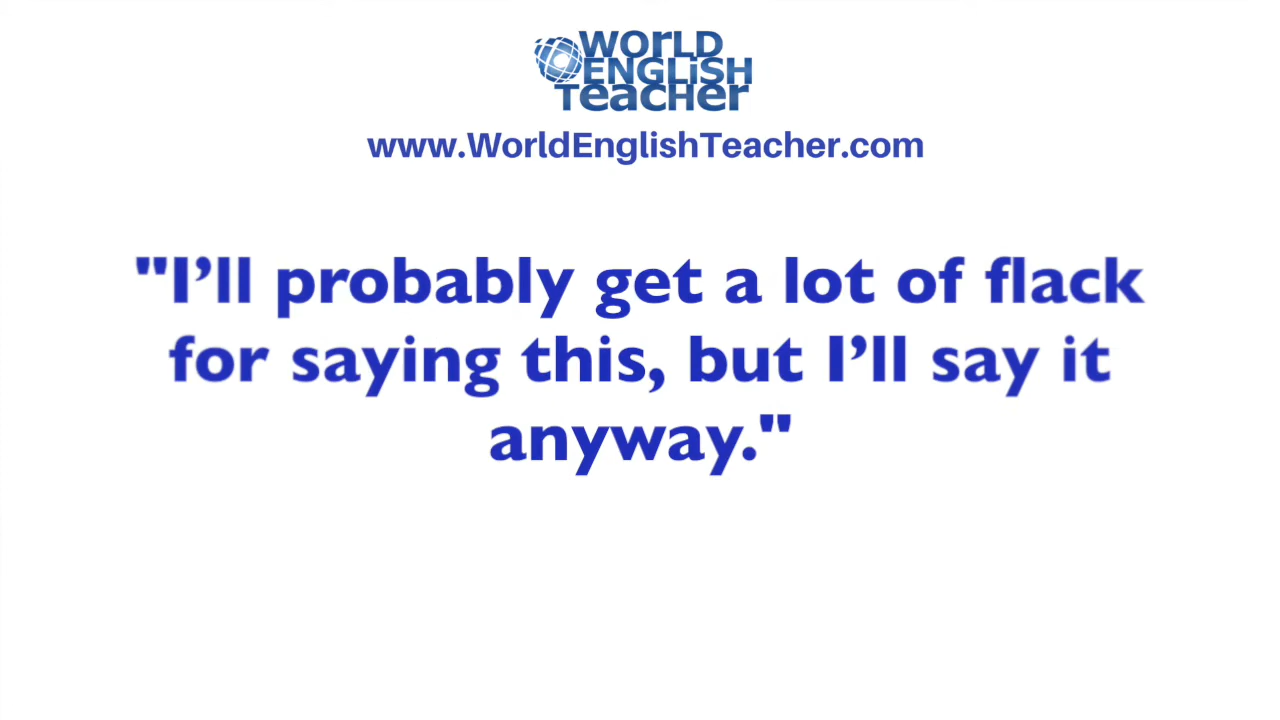 WOrLD
ENGLiSH
TeacHer
www.WorldEnglishTeacher.com
"I’ll probably get a lot of flack
for saying this, but I’ll say it
anyway."